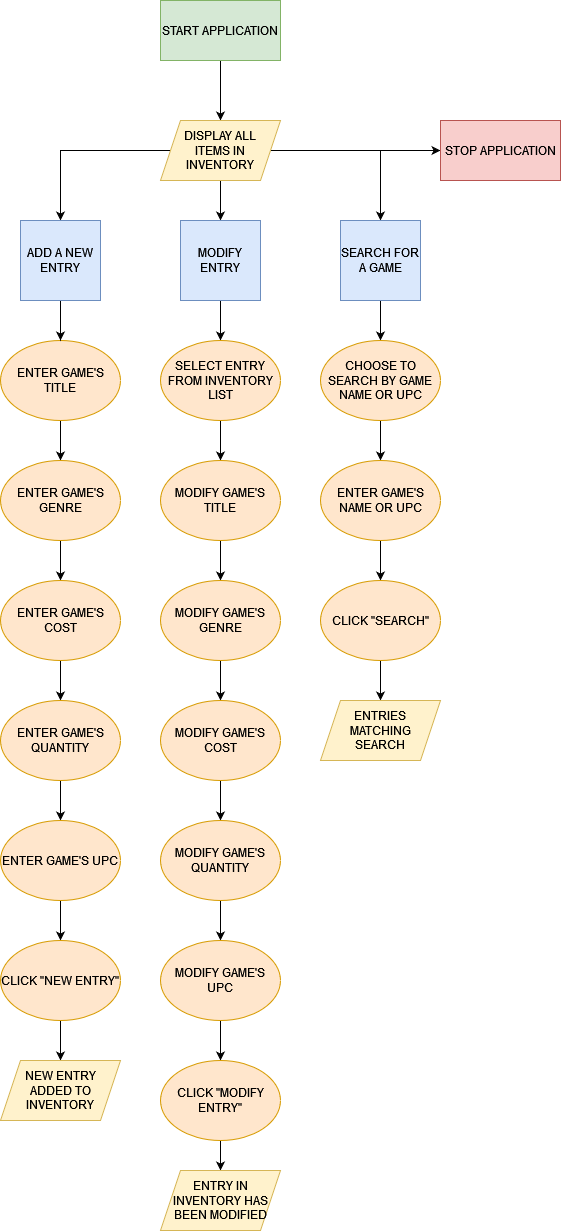 START APPLICATION
DISPLAY ALL
ITEMS IN
INVENTORY
STOP APPLICATION
ADD A NEW
ENTRY
ENTER GAME'S
TITLE
ENTER GAME'S
GENRE
ENTER GAME'S
COST
ENTER GAME'S
QUANTITY
ENTER GAME'S UPC
CLICK "NEW ENTRY"
NEW ENTRY
ADDED TO
INVENTORY
MODIFY
ENTRY
SELECT ENTRY
FROM INVENTORY
LIST
MODIFY GAME'S
TITLE
MODIFY GAME'S
GENRE
MODIFY GAME'S
COST
MODIFY GAME'S
QUANTITY
MODIFY GAME'S
UPC
CLICK "MODIFY
ENTRY"
ENTRY IN
INVENTORY HAS
BEEN MODIFIED
SEARCH FOR
A GAME
CHOOSE TO
SEARCH BY GAME
NAME OR UPC
ENTER GAME'S
NAME OR UPC
CLICK "SEARCH"
ENTRIES
MATCHING
SEARCH